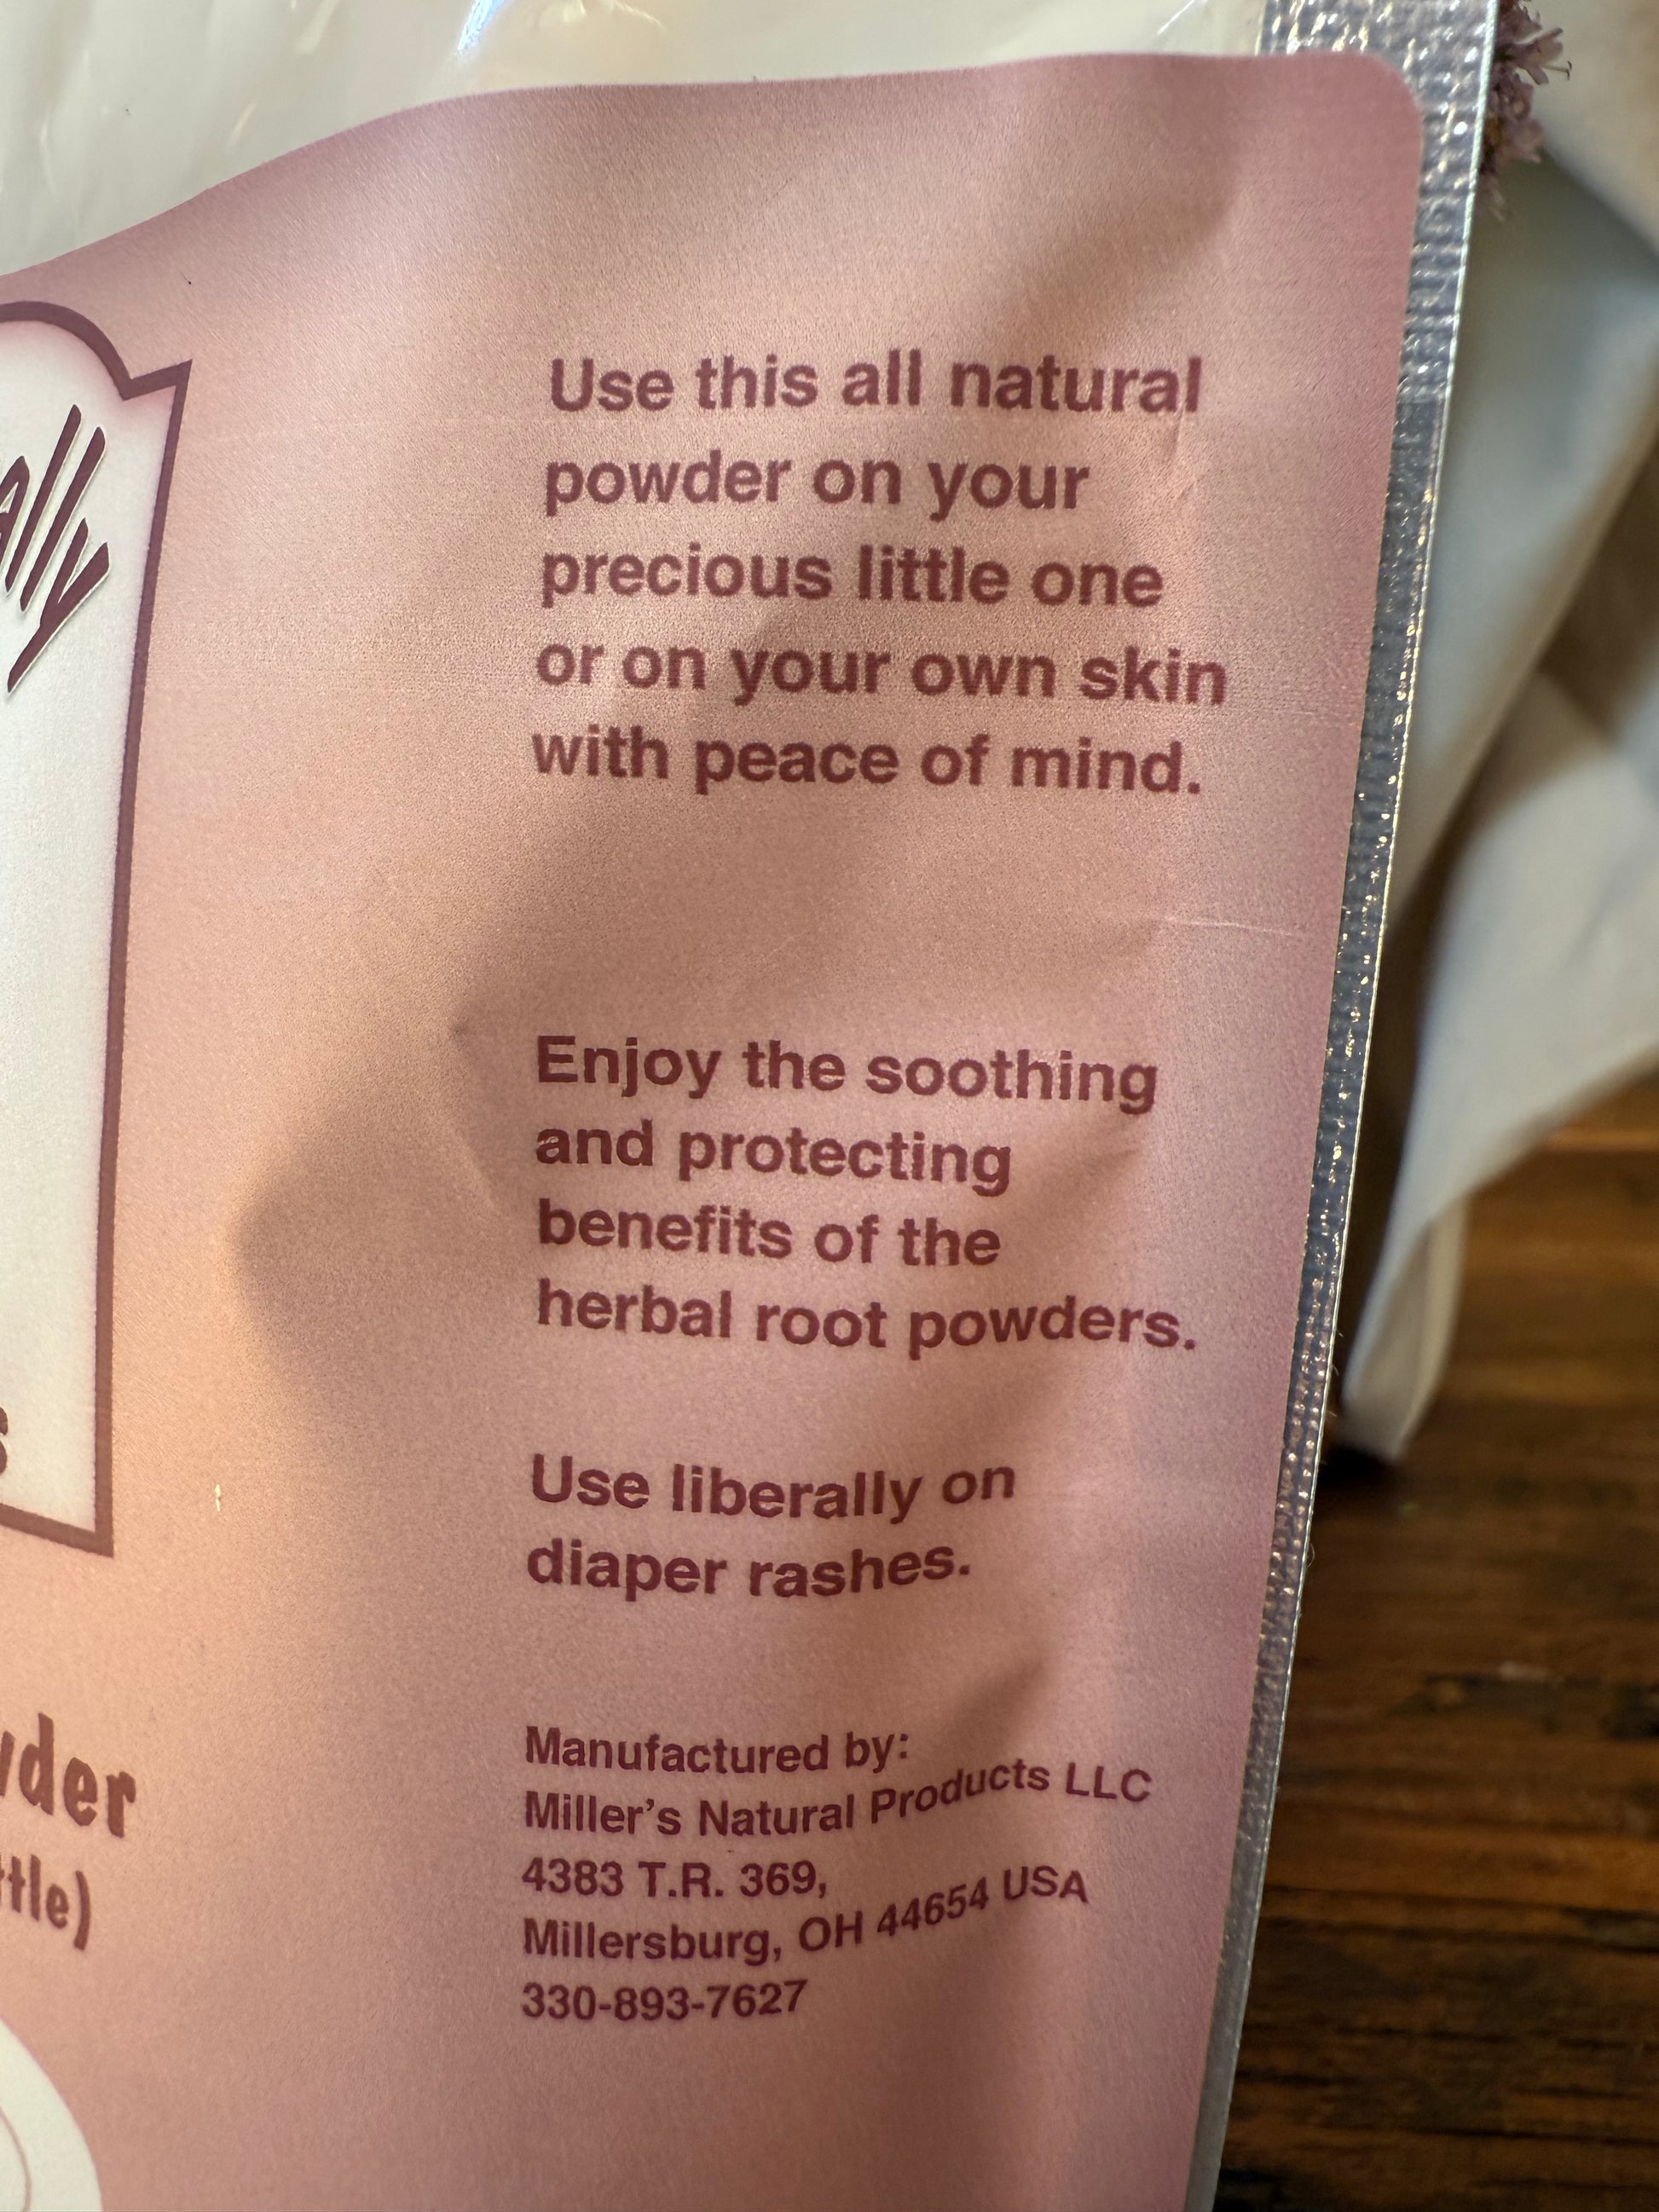 Use this all natural
powder on your
precious little one
or on your own skin
with peace of mind.
Enjoy the soothing
and protecting
benefits of the
herbal root powders.
Use liberally on
diaper rashes.
Manufactured by:
Miller's Natural Products LLC
4383 T.R. 369,
Millersburg, OH 44654 USA
330-893-7627